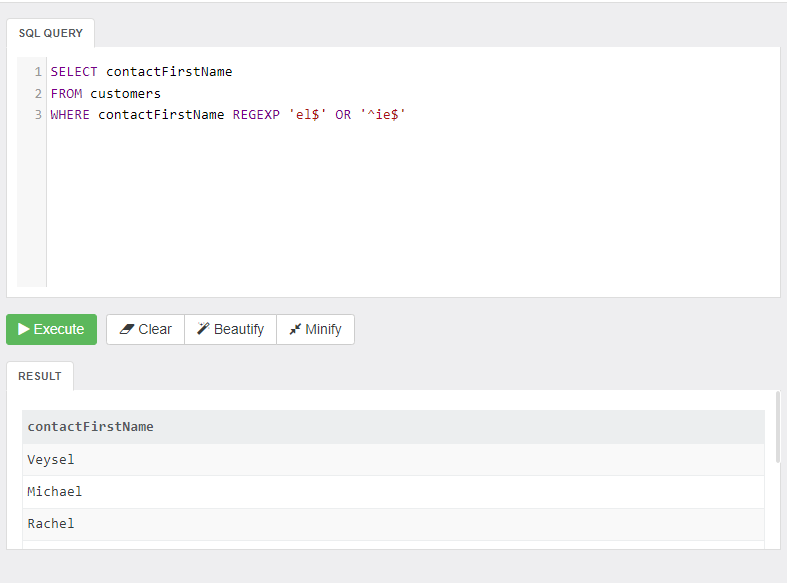 SQL QUERY
1 SELECT contactFirstName
2 FROM customers
3 WHERE contactFirstName REGEXP 'el$' OR '^ie$'
Execute Clear Beautify Minify
RESULT
contactFirstName
Veysel
Michael
Rachel